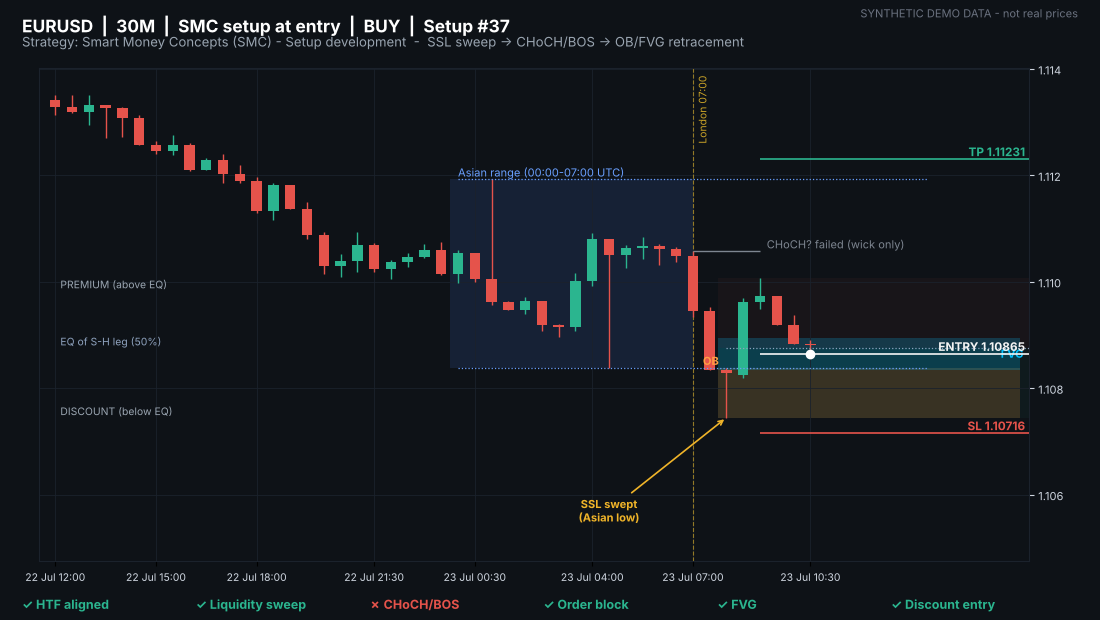 EURUSD | 30M | SMC setup at entry | BUY | Setup #37
SYNTHETIC DEMO DATA - not real prices
Strategy: Smart Money Concepts (SMC) - Setup development - SSL sweep → CHoCH/BOS → OB/FVG retracement
1.114
London 07:00
TP 1.11231
Asian range (00:00-07:00 UTC)
1.112
CHoCH? failed (wick only)
PREMIUM (above EQ)
1.110
EQ of S-H leg (50%)
ENTRY 1.10865
FVG
OB
1.108
DISCOUNT (below EQ)
SL 1.10716
1.106
SSL swept
(Asian low)
22 Jul 12:00 22 Jul 15:00 22 Jul 18:00 22 Jul 21:30 23 Jul 00:30 23 Jul 04:00 23 Jul 07:00 23 Jul 10:30
✓ HTF aligned ✓ Liquidity sweep × CHoCH/BOS ✓ Order block ✓ FVG ✓ Discount entry